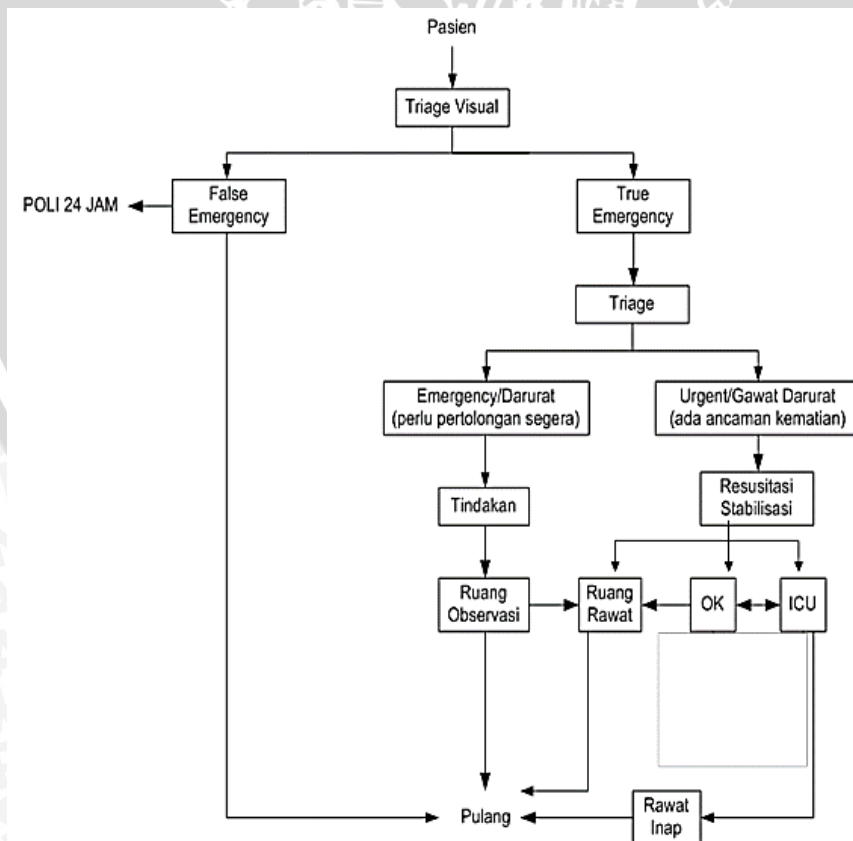 Pasien
Triage Visual
False
Emergency
True
Emergency
POLI 24 JAM
Triage
Emergency/Darurat
(perlu pertolongan segera)
Urgent/Gawat Darurat
(ada ancaman kematian)
Resusitasi
Stabilisasi
Tindakan
Ruang
Observasi
Ruang
Rawat
OK
ICU
Pulang
Rawat
Inap